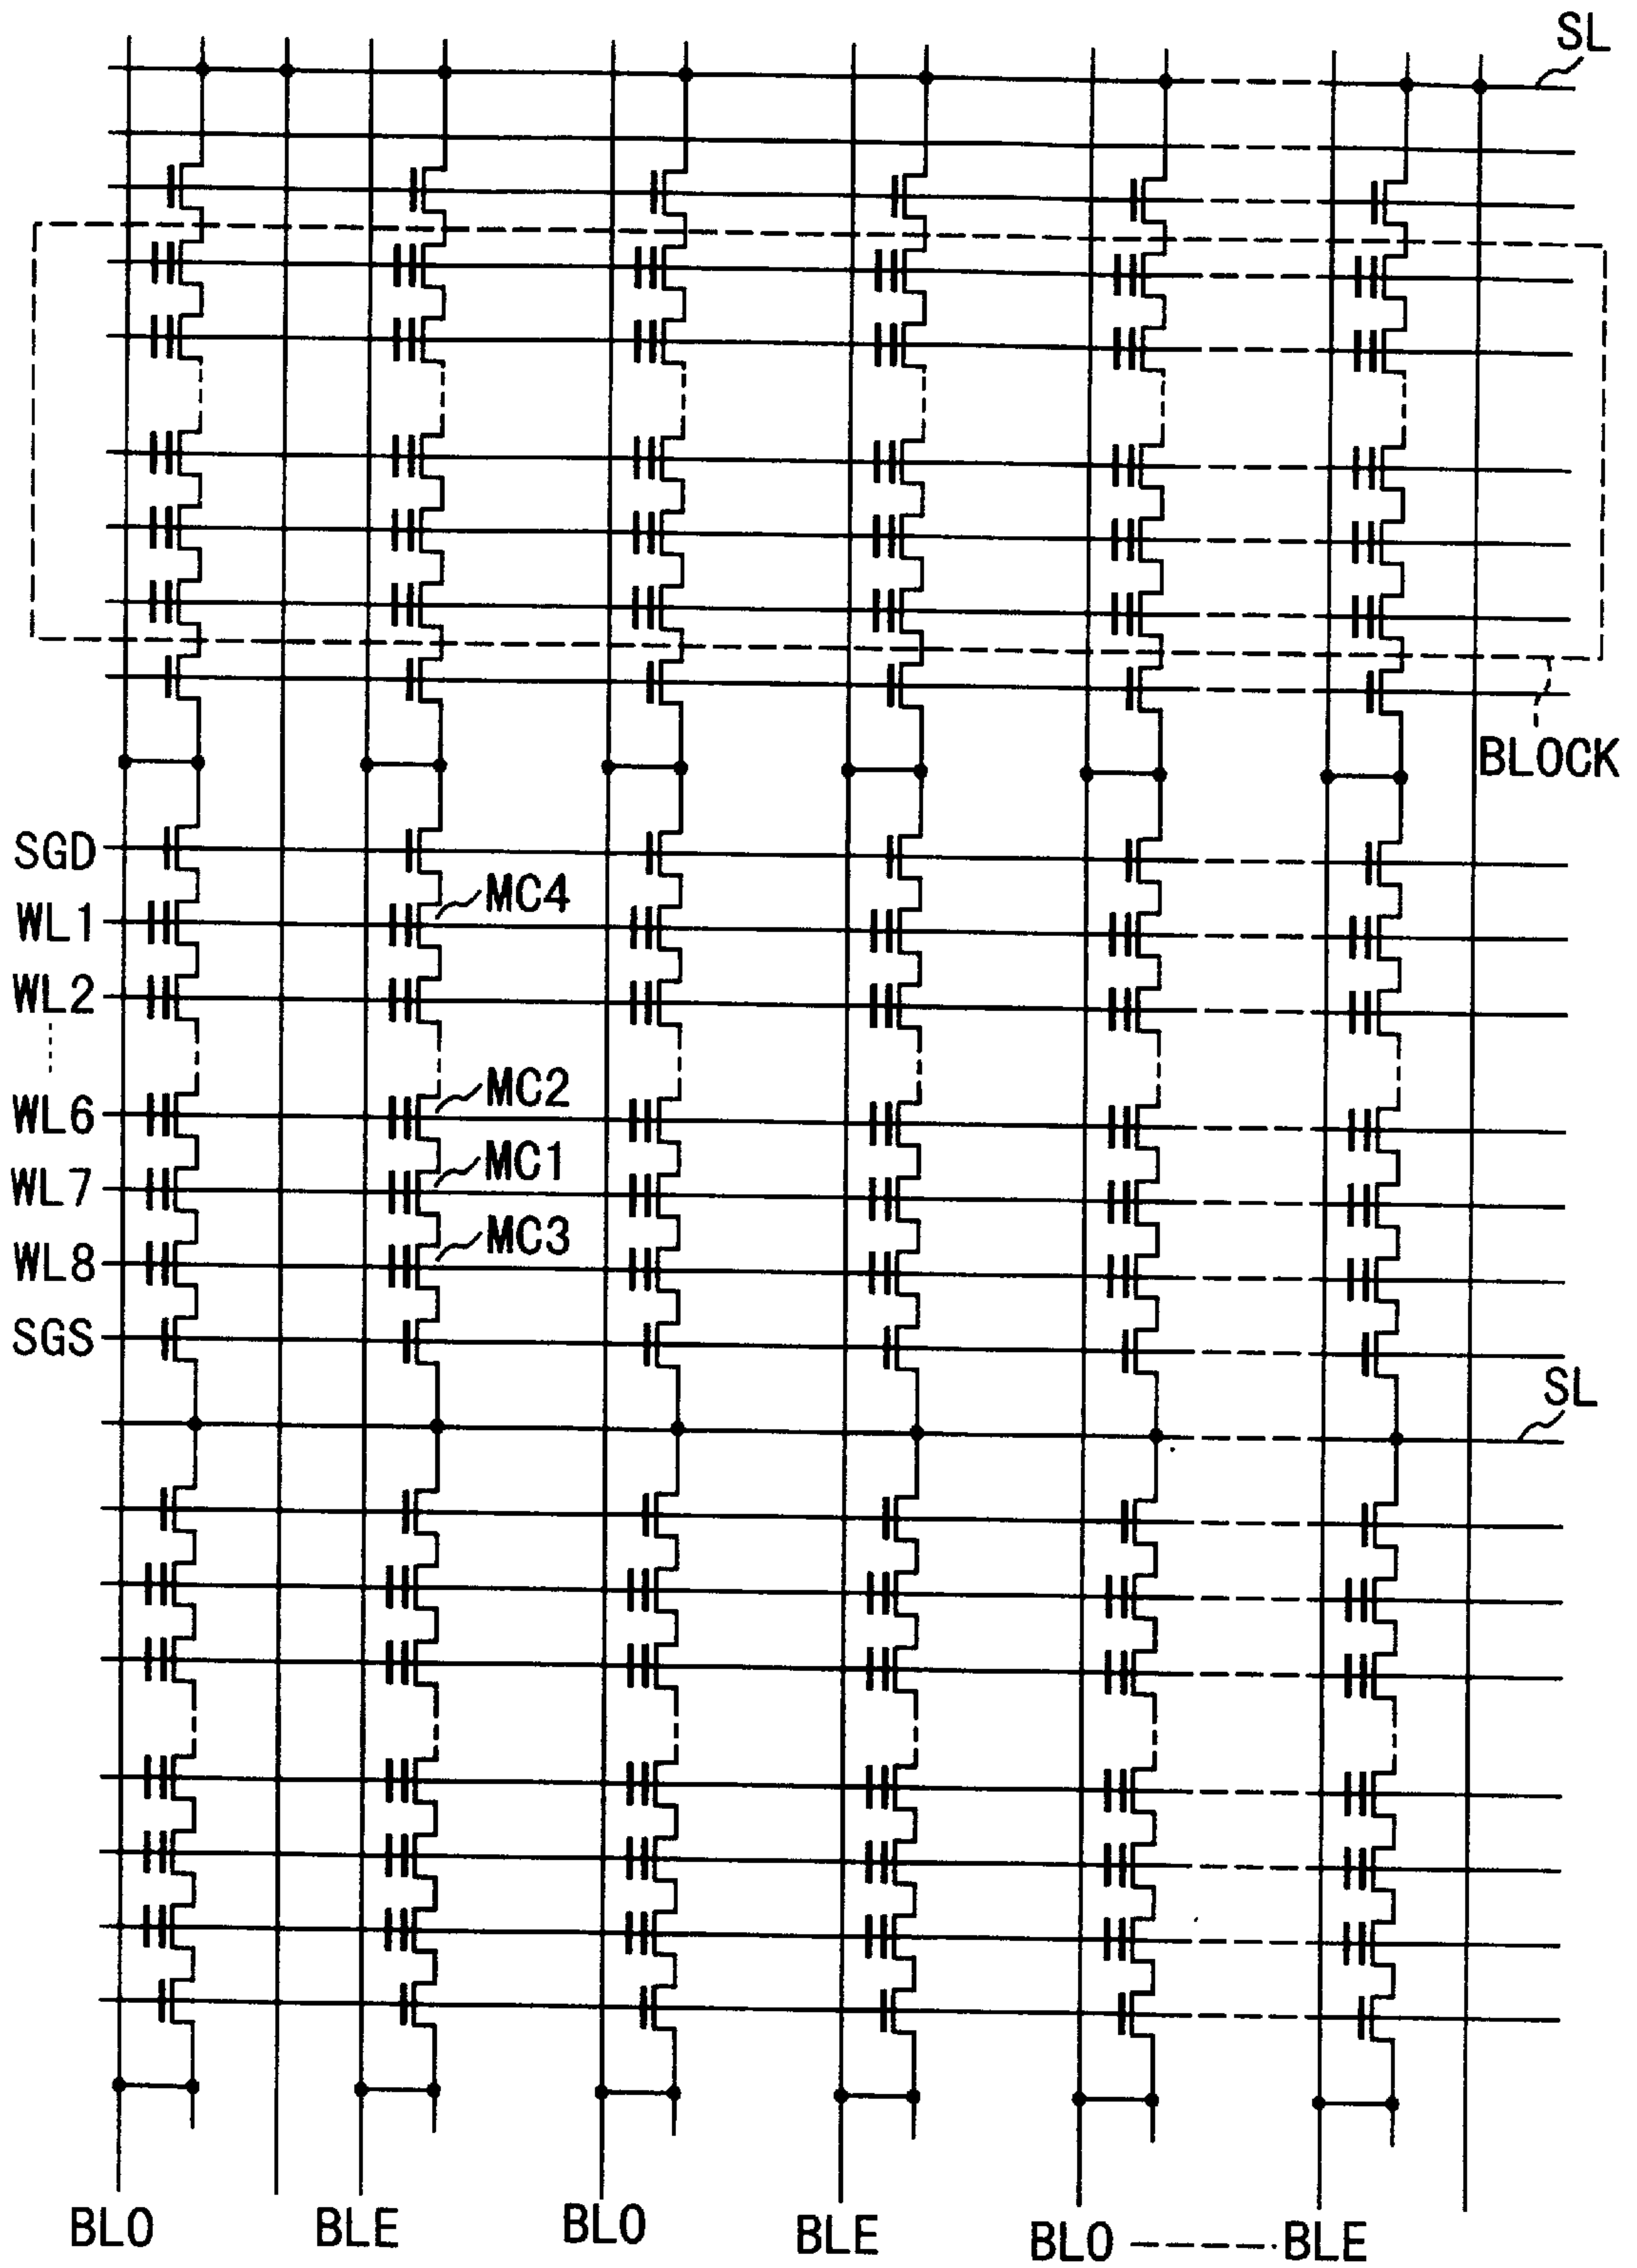 SL
BLOCK
SGD
MC4
WL1
WL2
MC2
WL6
MC1
WL7
MC3
WL8
SGS
SL
BLO BLE BLO BLE BLO BLE